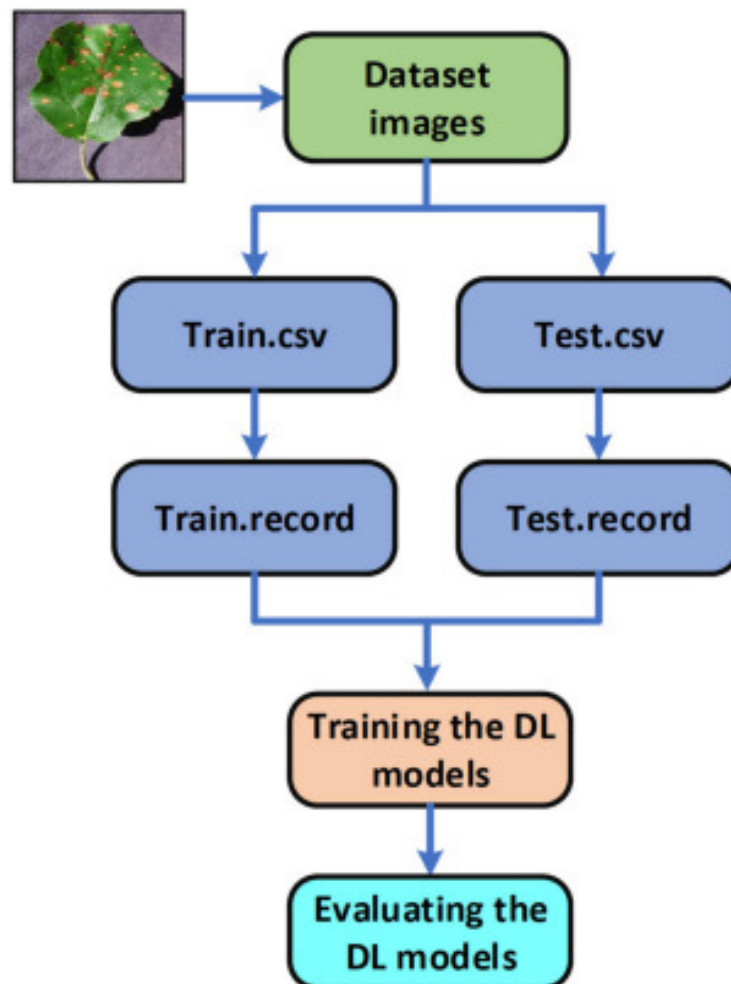 Dataset
images
Train.csv
Test.csv
Train.record
Test.record
Training the DL
models
Evaluating the
DL models